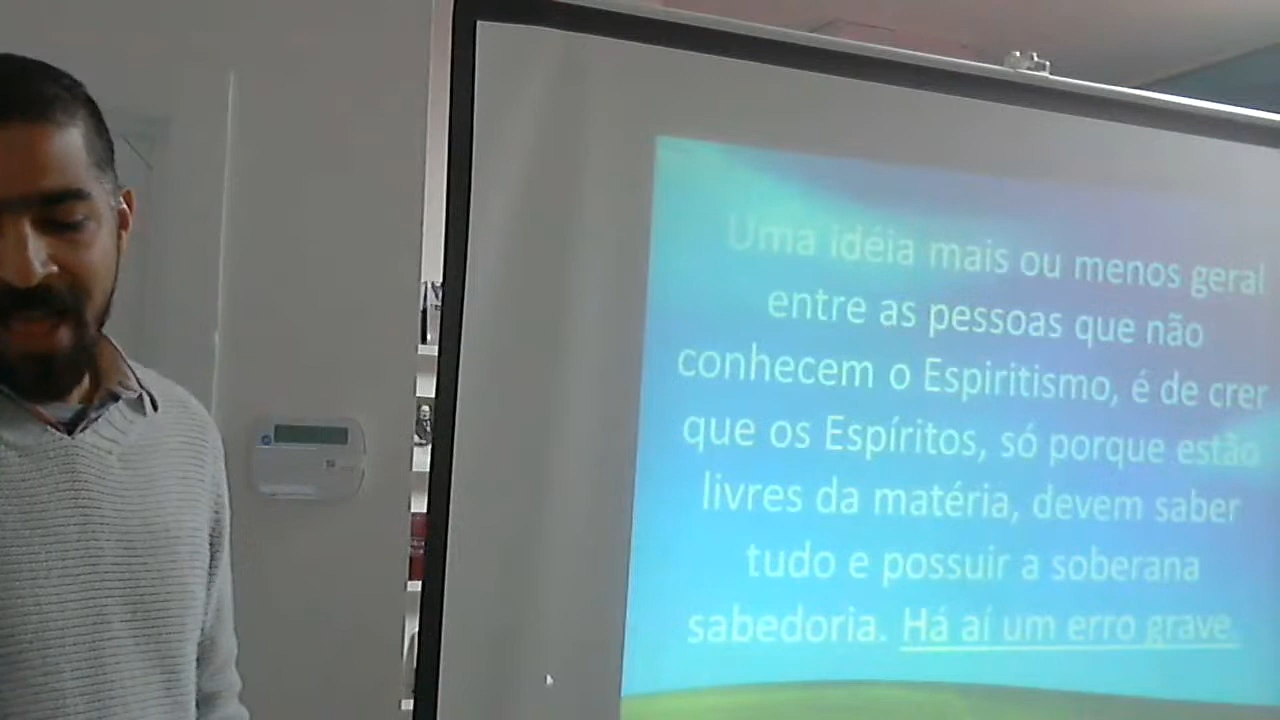 Uma idéia mais ou menos geral
entre as pessoas que não
conhecem o Espiritismo, é de crer
que os Espíritos, só porque estão
livres da matéria, devem saber
tudo e possuir a soberana
sabedoria. Há aí um erro grave